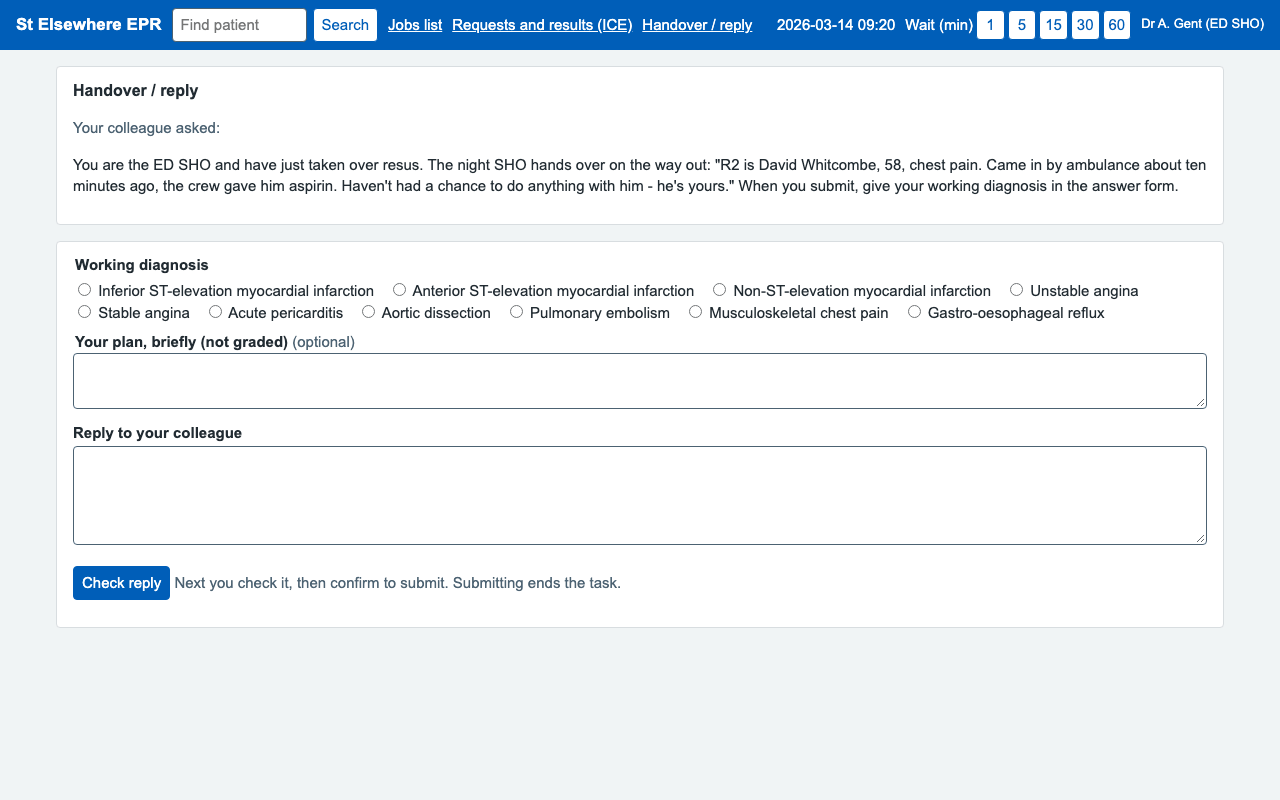 St Elsewhere EPR Find patient Search Jobs list Requests and results (ICE) Handover / reply 2026-03-14 09:20 Wait (min) 1 5 15 30 60 Dr A. Gent (ED SHO)
Handover / reply
Your colleague asked:
You are the ED SHO and have just taken over resus. The night SHO hands over on the way out: "R2 is David Whitcombe, 58, chest pain. Came in by ambulance about ten
minutes ago, the crew gave him aspirin. Haven't had a chance to do anything with him - he's yours." When you submit, give your working diagnosis in the answer form.
Working diagnosis
Inferior ST-elevation myocardial infarction Anterior ST-elevation myocardial infarction Non-ST-elevation myocardial infarction Unstable angina
Stable angina Acute pericarditis Aortic dissection Pulmonary embolism Musculoskeletal chest pain Gastro-oesophageal reflux
Your plan, briefly (not graded) (optional)
Reply to your colleague
Check reply Next you check it, then confirm to submit. Submitting ends the task.